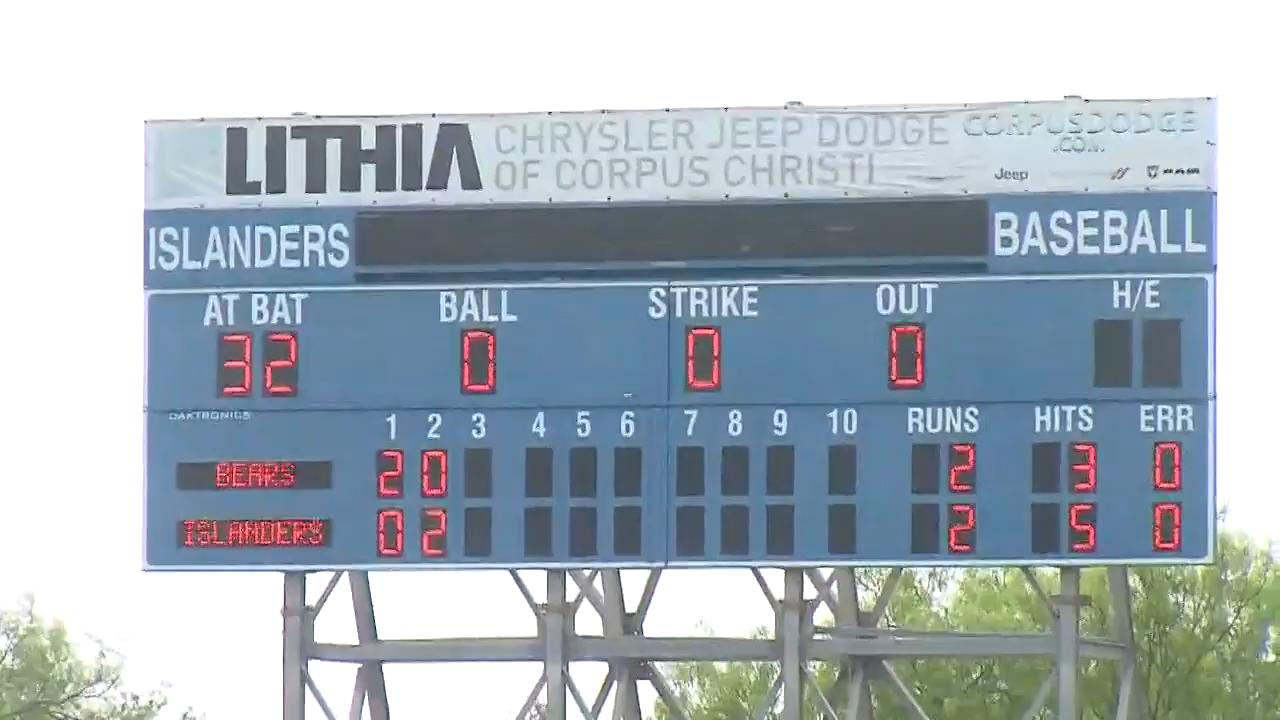 LITHIA CHRYSLER JEEP DODGE OF CORPUS CHRISTI
CORPUSDODGE
.COM
Jeep
ISLANDERS BASEBALL
AT BAT BALL STRIKE OUT H/E
32 0 0 0
DAKTRONICS
1 2 3 4 5 6 7 8 9 10 RUNS HITS ERR
BEARS 2 0 2 3 0
ISLANDERS 0 2 2 5 0